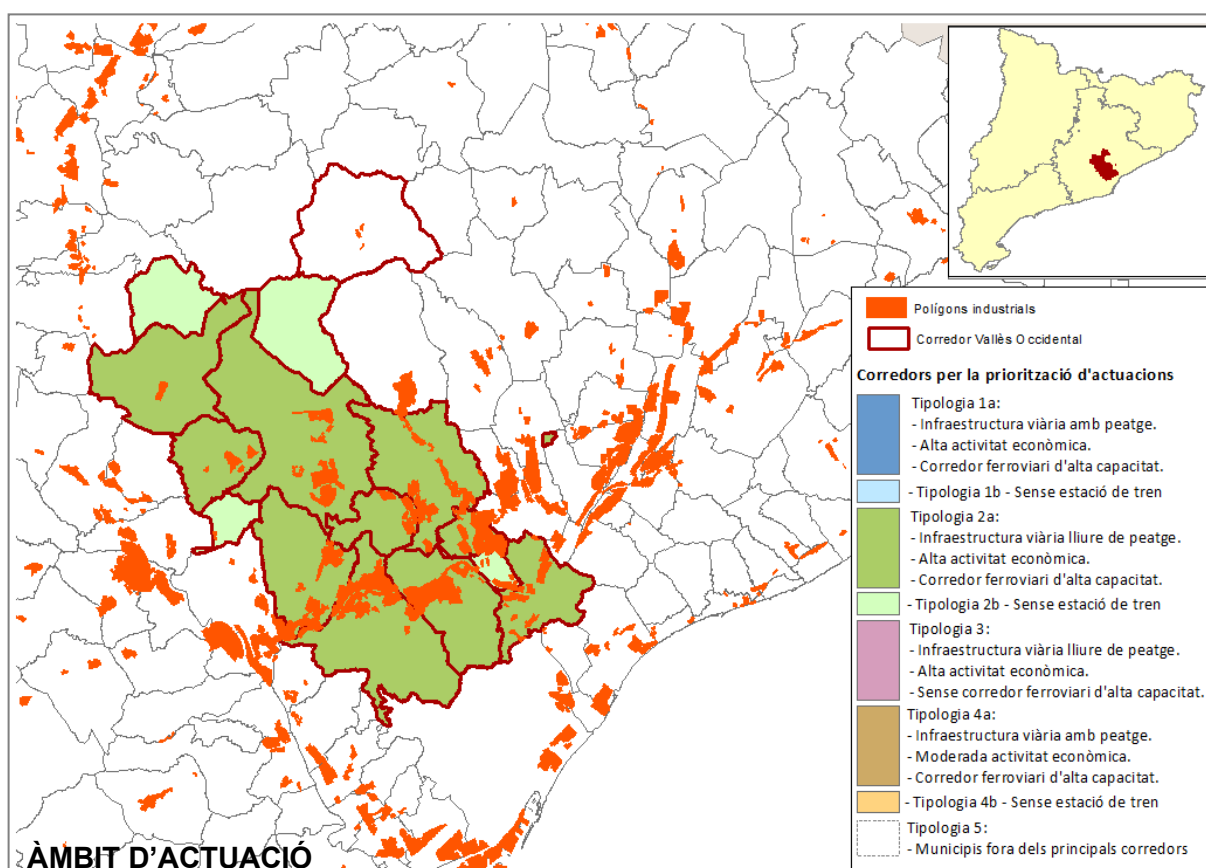 Polígons industrials
Corredor Vallès Occidental
Corredors per la priorització d'actuacions
Tipologia 1a:
- Infraestructura viària amb peatge.
- Alta activitat econòmica.
- Corredor ferroviari d'alta capacitat.
- Tipologia 1b - Sense estació de tren
Tipologia 2a:
- Infraestructura viària lliure de peatge.
- Alta activitat econòmica.
- Corredor ferroviari d'alta capacitat.
- Tipologia 2b - Sense estació de tren
Tipologia 3:
- Infraestructura viària lliure de peatge.
- Alta activitat econòmica.
- Sense corredor ferroviari d'alta capacitat.
Tipologia 4a:
- Infraestructura viària amb peatge.
- Moderada activitat econòmica.
- Corredor ferroviari d'alta capacitat.
- Tipologia 4b - Sense estació de tren
Tipologia 5:
- Municipis fora dels principals corredors
ÀMBIT D'ACTUACIÓ